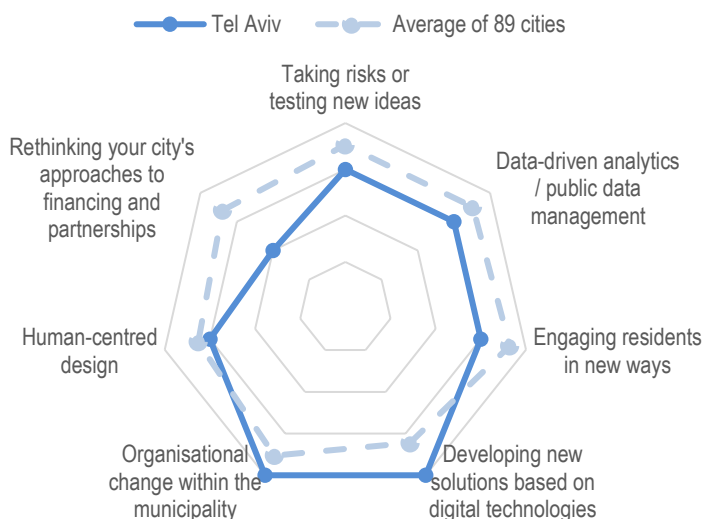 Tel Aviv
Average of 89 cities
Taking risks or
testing new ideas
Data-driven analytics
/ public data
management
Engaging residents
in new ways
Developing new
solutions based on
digital technologies
Organisational
change within the
municipality
Human-centred
design
Rethinking your city's
approaches to
financing and
partnerships